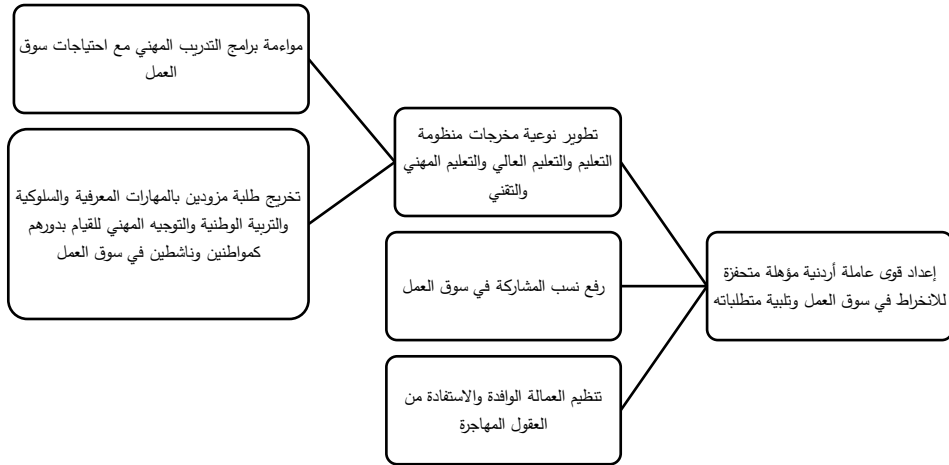 إعداد قوى عاملة أردنية مؤهلة متحفزة
للانخراط في سوق العمل وتلبية متطلباته
تطوير نوعية مخرجات منظومة
التعليم والتعليم العالي والتعليم المهني
والتقني
رفع نسب المشاركة في سوق العمل
تنظيم العمالة الوافدة والاستفادة من
العقول المهاجرة
مواءمة برامج التدريب المهني مع احتياجات سوق
العمل
تخريج طلبة مزودين بالمهارات المعرفية والسلوكية
والتربية الوطنية والتوجيه المهني للقيام بدورهم
كمواطنين وناشطين في سوق العمل